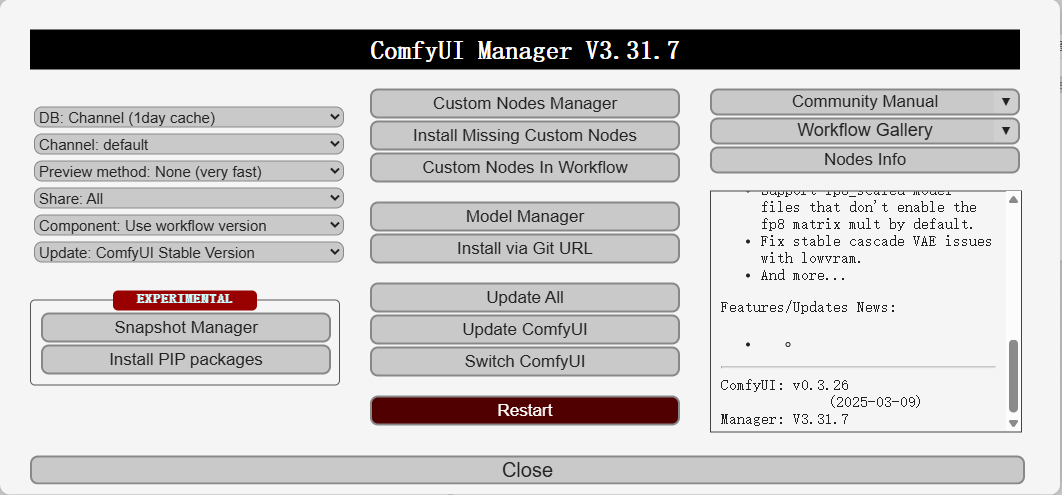 ComfyUI Manager V3.31.7
DB: Channel (1day cache)
Channel: default
Preview method: None (very fast)
Share: All
Component: Use workflow version
Update: ComfyUI Stable Version
EXPERIMENTAL
Snapshot Manager
Install PIP packages
Custom Nodes Manager
Install Missing Custom Nodes
Custom Nodes In Workflow
Model Manager
Install via Git URL
Update All
Update ComfyUI
Switch ComfyUI
Restart
Community Manual
Workflow Gallery
Nodes Info
• Support fp8_scaled model
files that don't enable the
fp8 matrix mult by default.
• Fix stable cascade VAE issues
with lowvram.
• And more...
Features/Updates News:
ComfyUI: v0.3.26
(2025-03-09)
Manager: V3.31.7
Close